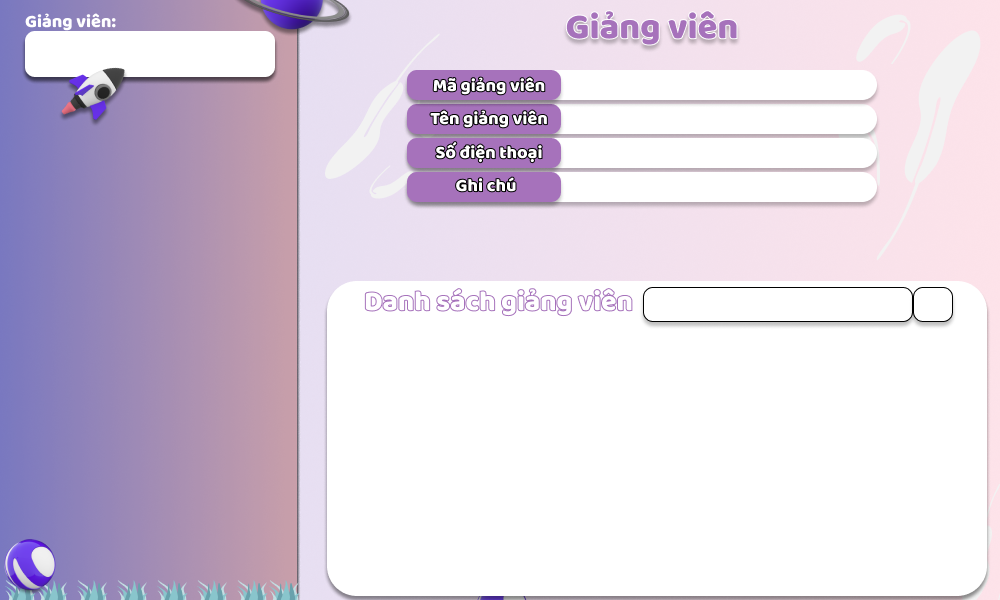 Giảng viên:
Giảng viên
Mã giảng viên
Tên giảng viên
Số điện thoại
Ghi chú
Danh sách giảng viên